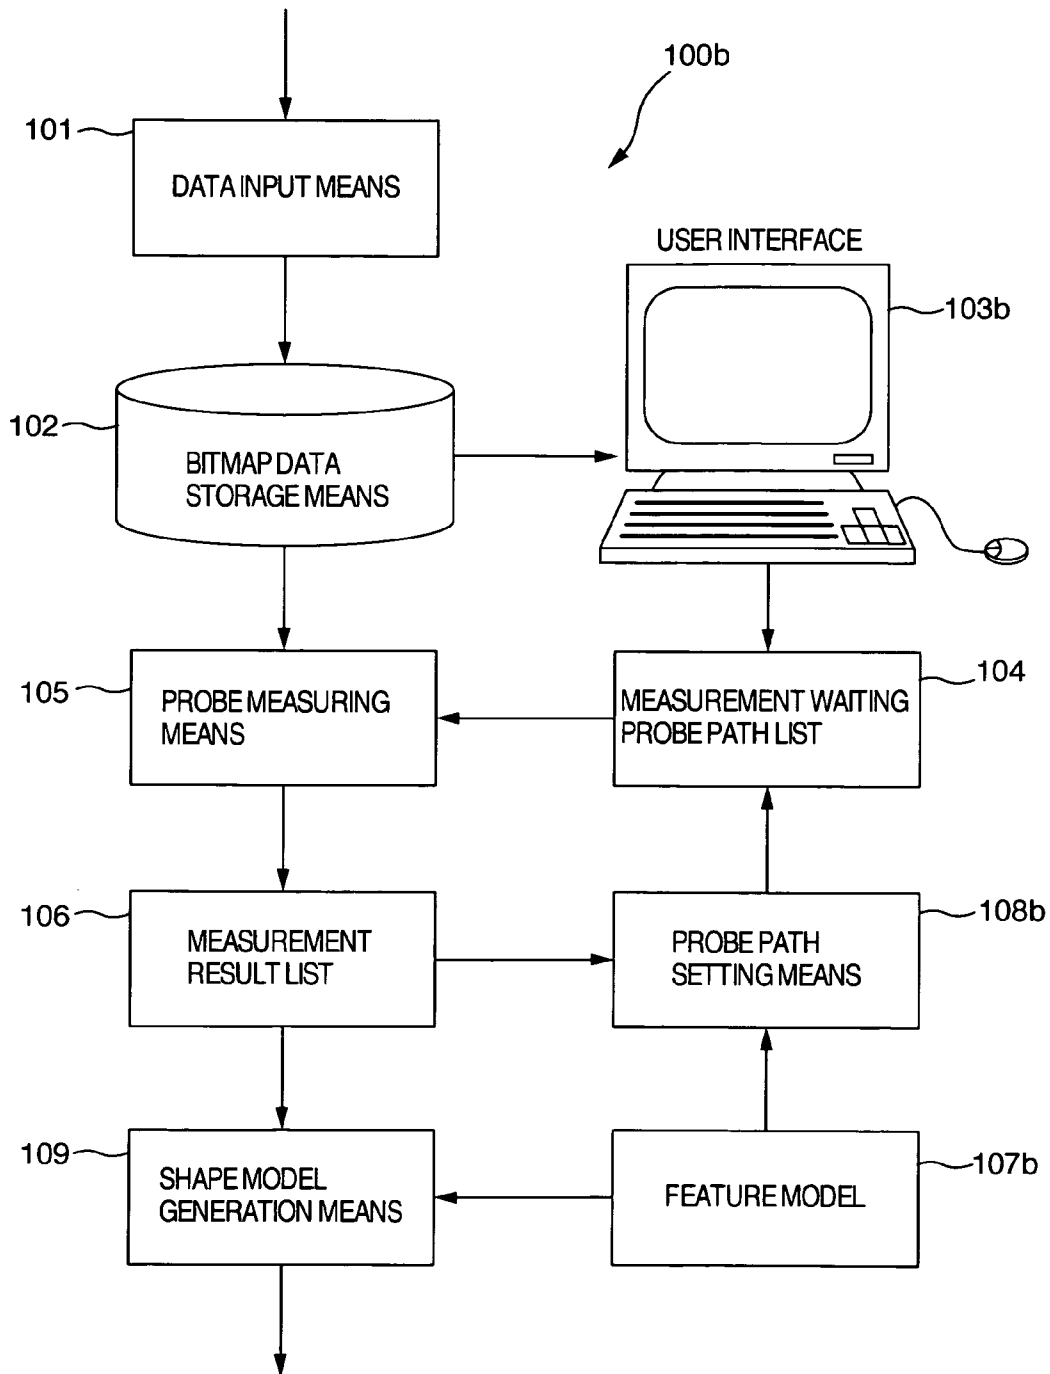 100b
101
DATA INPUT MEANS
USER INTERFACE
103b
102
BITMAP DATA
STORAGE MEANS
105
PROBE MEASURING
MEANS
104
MEASUREMENT WAITING
PROBE PATH LIST
106
MEASUREMENT
RESULT LIST
108b
PROBE PATH
SETTING MEANS
109
SHAPE MODEL
GENERATION MEANS
107b
FEATURE MODEL